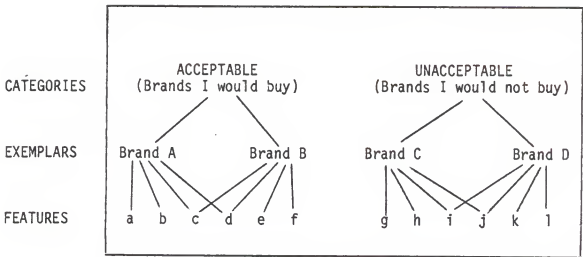 ACCEPTABLE UNACCEPTABLE
CATEGORIES (Brands I would buy) (Brands I would not buy)
EXEMPLARS Brand A Brand B Brand C Brand D
FEATURES a b c d e f g h i j k l